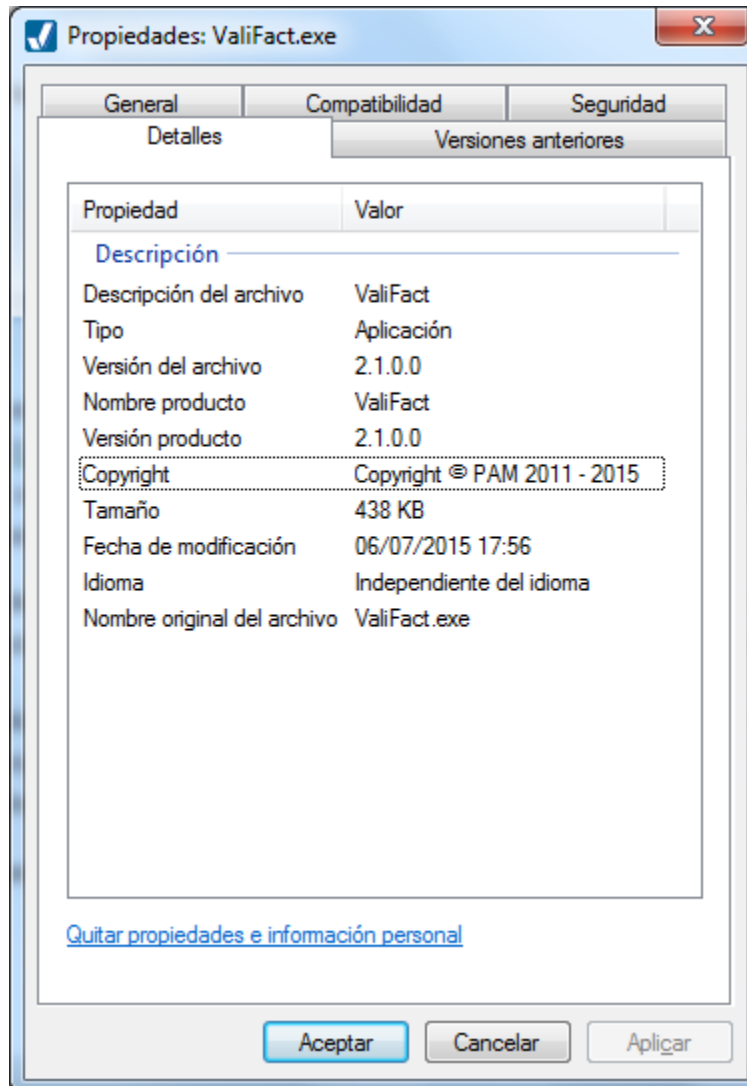 Propiedades: ValiFact.exe
General Compatibilidad Seguridad
Detalles Versiones anteriores
Propiedad Valor
Descripción
Descripción del archivo ValiFact
Tipo Aplicación
Versión del archivo 2.1.0.0
Nombre producto ValiFact
Versión producto 2.1.0.0
Copyright Copyright © PAM 2011 - 2015
Tamaño 438 KB
Fecha de modificación 06/07/2015 17:56
Idioma Independiente del idioma
Nombre original del archivo ValiFact.exe
Quitar propiedades e información personal
Aceptar Cancelar Aplicar